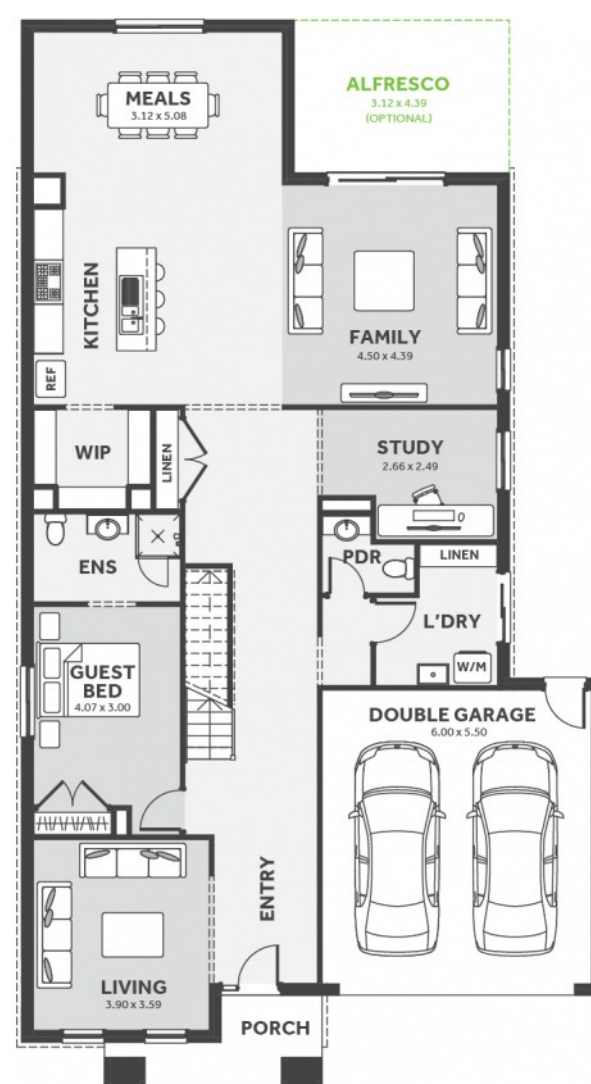 MEALS
3.12 x 5.08
ALFRESCO
3.12 x 4.39
(OPTIONAL)
KITCHEN
FAMILY
4.50 x 4.39
REF
WIP
LINEN
STUDY
2.66 x 2.49
ENS
PDR
LINEN
L'DRY
W/M
GUEST
BED
4.07 x 3.00
DOUBLE GARAGE
6.00 x 5.50
ENTRY
LIVING
3.90 x 3.59
PORCH